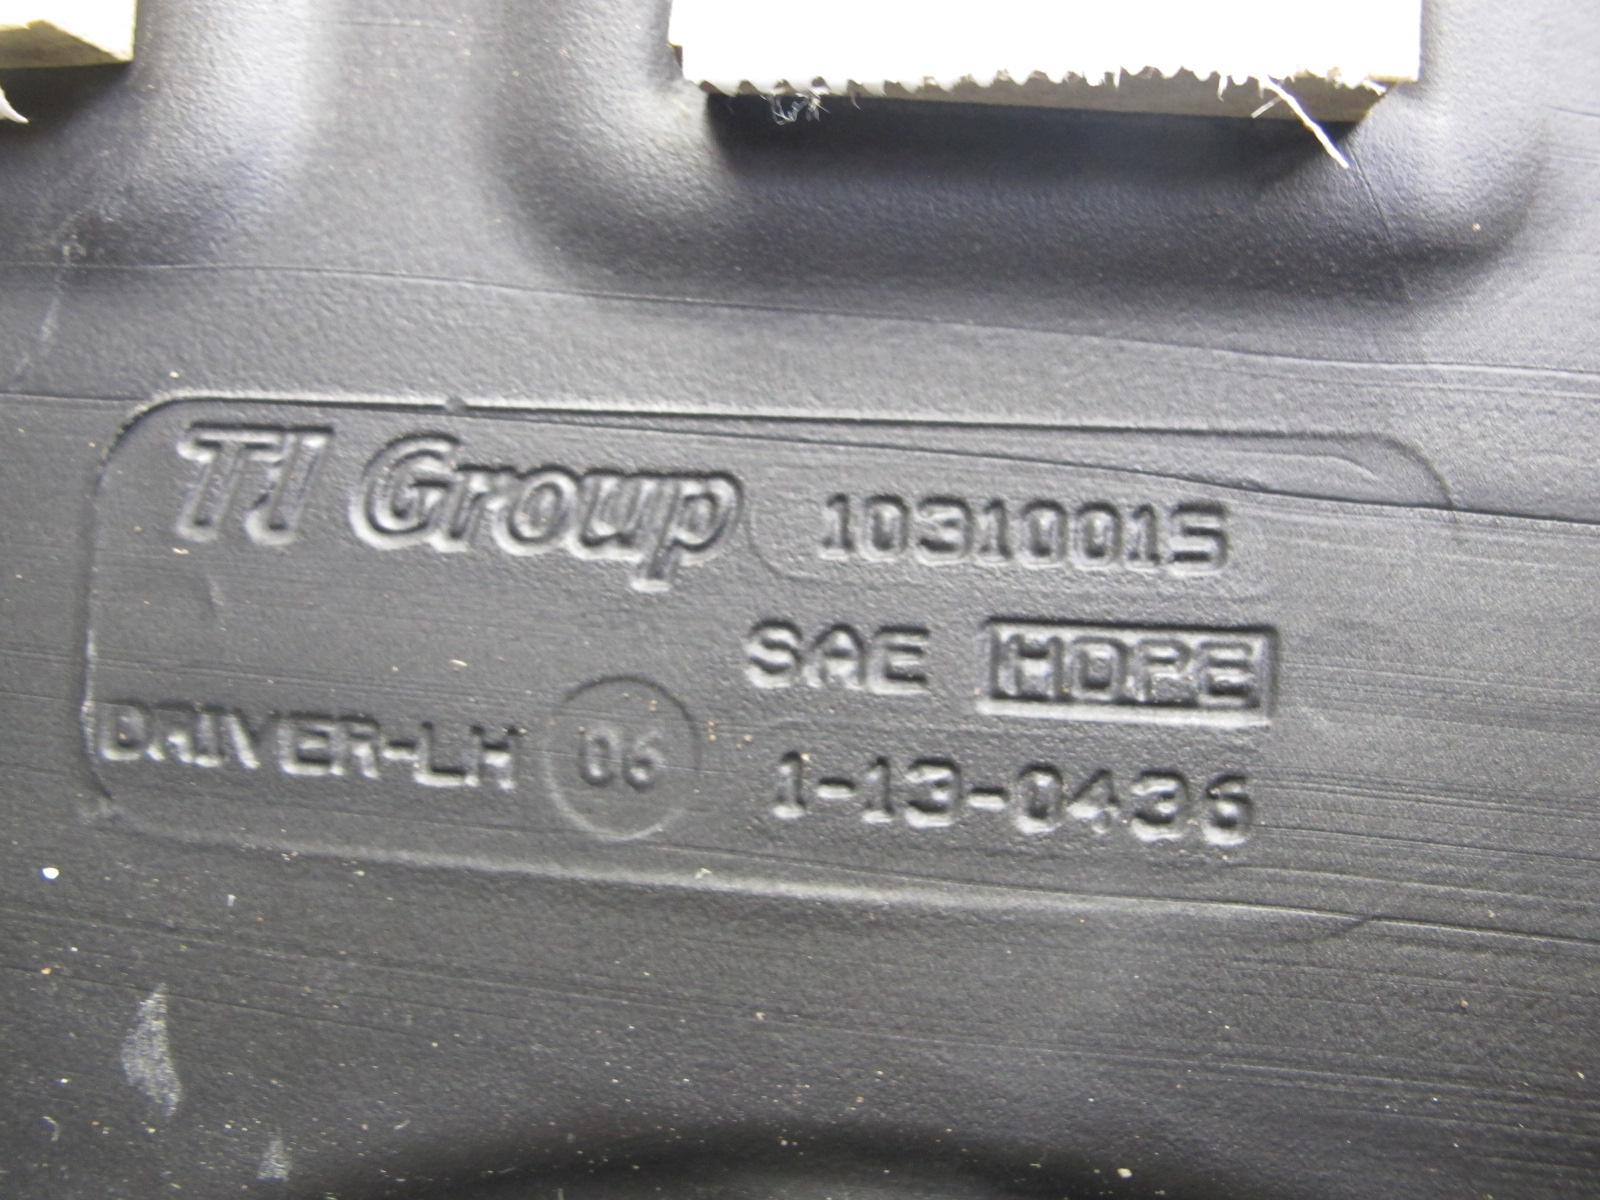 TI Group 10310015
SAE HDPE
DRIVER-LH 06 1-13-0436